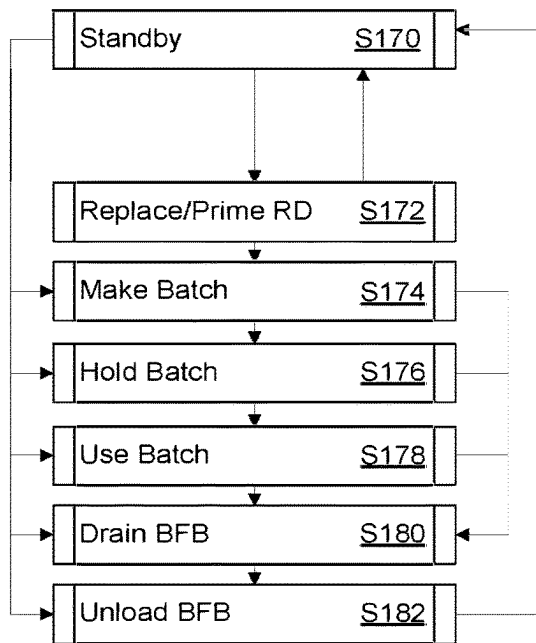 Standby S170
Replace/Prime RD S172
Make Batch S174
Hold Batch S176
Use Batch S178
Drain BFB S180
Unload BFB S182